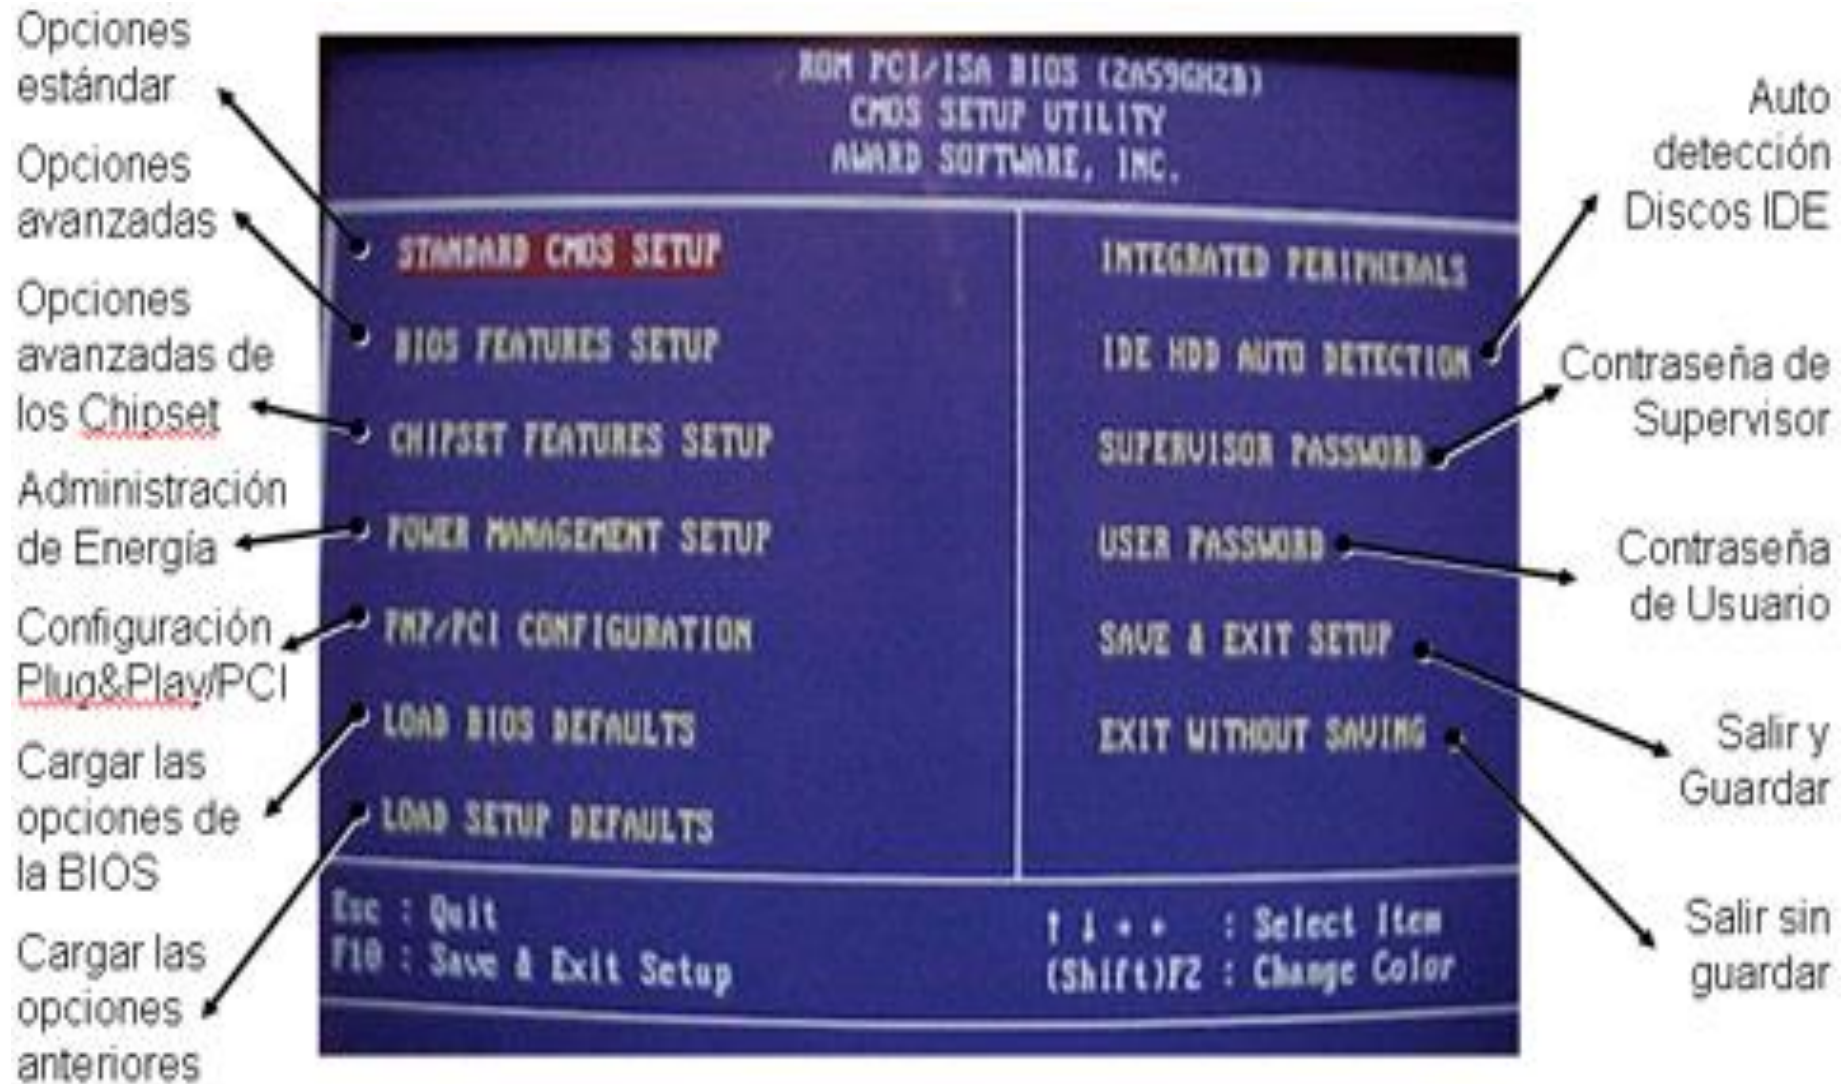 Opciones
estándar
Opciones
avanzadas
Opciones
avanzadas de
los Chipset
Administración
de Energía
Configuración
Plug&Play/PCI
Cargar las
opciones de
la BIOS
Cargar las
opciones
anteriores
ROM PCI/ISA BIOS (2A59GH2B)
CMOS SETUP UTILITY
AWARD SOFTWARE, INC.
STANDARD CMOS SETUP
BIOS FEATURES SETUP
CHIPSET FEATURES SETUP
POWER MANAGEMENT SETUP
PNP/PCI CONFIGURATION
LOAD BIOS DEFAULTS
LOAD SETUP DEFAULTS
INTEGRATED PERIPHERALS
IDE HDD AUTO DETECTION
SUPERVISOR PASSWORD
USER PASSWORD
SAVE & EXIT SETUP
EXIT WITHOUT SAVING
Esc : Quit
F10 : Save & Exit Setup
↑ ↓ → ← : Select Item
(Shift)F2 : Change Color
Auto
detección
Discos IDE
Contraseña de
Supervisor
Contraseña
de Usuario
Salir y
Guardar
Salir sin
guardar